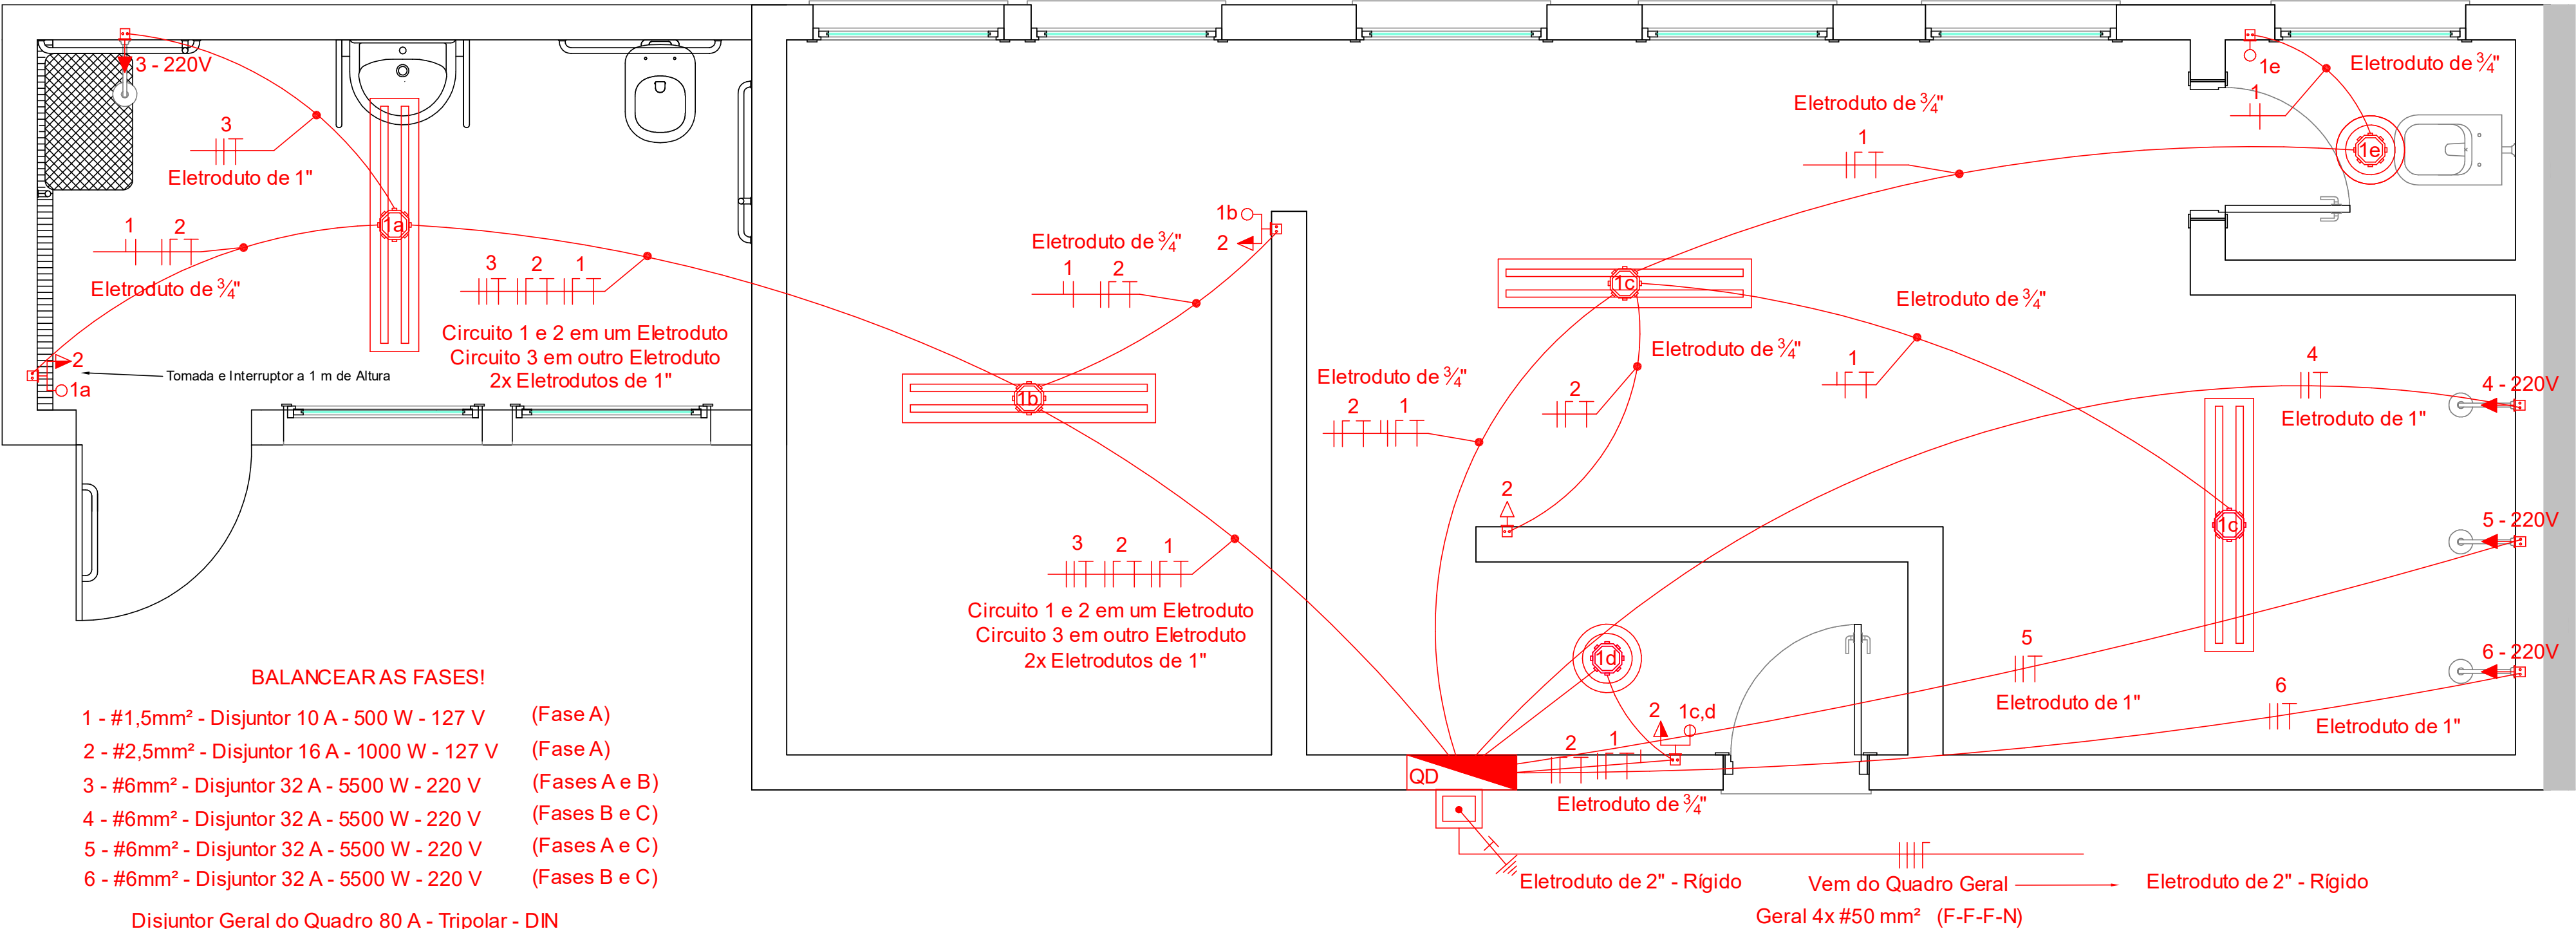 3 - 220V
3
Eletroduto de 1"
1 2
Eletroduto de ¾"
2
1a
Tomada e Interruptor a 1 m de Altura
1a
3 2 1
Circuito 1 e 2 em um Eletroduto
Circuito 3 em outro Eletroduto
2x Eletrodutos de 1"
1b
2
Eletroduto de ¾"
1 2
1b
3 2 1
Circuito 1 e 2 em um Eletroduto
Circuito 3 em outro Eletroduto
2x Eletrodutos de 1"
Eletroduto de ¾"
1
1e
Eletroduto de ¾"
1
1e
1c
Eletroduto de ¾"
1
Eletroduto de ¾"
2
Eletroduto de ¾"
2 1
2
4
Eletroduto de 1"
4 - 220V
1c
5 - 220V
5
Eletroduto de 1"
6 - 220V
6
Eletroduto de 1"
1d
2 1c,d
2 1
Eletroduto de ¾"
QD
Eletroduto de 2" - Rígido
Vem do Quadro Geral
Eletroduto de 2" - Rígido
Geral 4x #50 mm² (F-F-F-N)
BALANCEAR AS FASES!
1 - #1,5mm² - Disjuntor 10 A - 500 W - 127 V (Fase A)
2 - #2,5mm² - Disjuntor 16 A - 1000 W - 127 V (Fase A)
3 - #6mm² - Disjuntor 32 A - 5500 W - 220 V (Fases A e B)
4 - #6mm² - Disjuntor 32 A - 5500 W - 220 V (Fases B e C)
5 - #6mm² - Disjuntor 32 A - 5500 W - 220 V (Fases A e C)
6 - #6mm² - Disjuntor 32 A - 5500 W - 220 V (Fases B e C)
Disjuntor Geral do Quadro 80 A - Tripolar - DIN